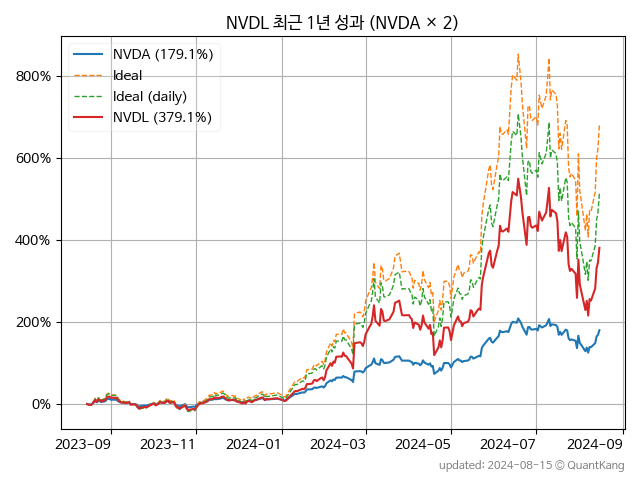 NVDL 최근 1년 성과 (NVDA × 2)
NVDA (179.1%)
Ideal
Ideal (daily)
NVDL (379.1%)
800%
600%
400%
200%
0%
2023−09 2023−11 2024−01 2024−03 2024−05 2024−07 2024−09
updated: 2024-08-15 © QuantKang